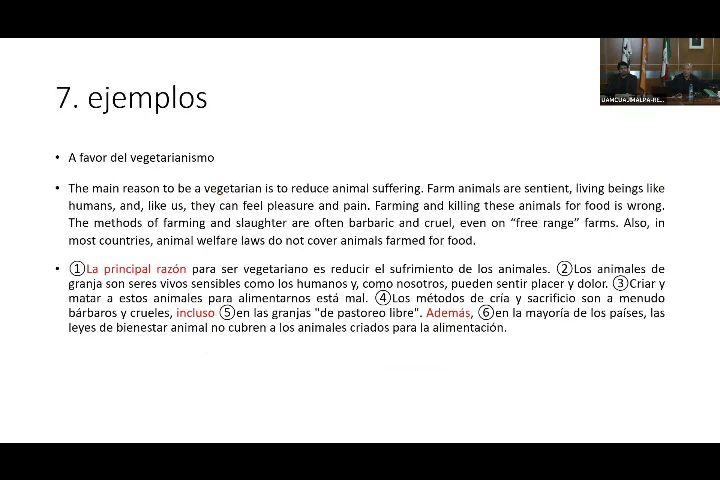 7. ejemplos
• A favor del vegetarianismo
• The main reason to be a vegetarian is to reduce animal suffering. Farm animals are sentient, living beings like
humans, and, like us, they can feel pleasure and pain. Farming and killing these animals for food is wrong.
The methods of farming and slaughter are often barbaric and cruel, even on “free range” farms. Also, in
most countries, animal welfare laws do not cover animals farmed for food.
• ①La principal razón para ser vegetariano es reducir el sufrimiento de los animales. ②Los animales de
granja son seres vivos sensibles como los humanos y, como nosotros, pueden sentir placer y dolor. ③Criar y
matar a estos animales para alimentarnos está mal. ④Los métodos de cría y sacrificio son a menudo
bárbaros y crueles, incluso ⑤en las granjas "de pastoreo libre". Además, ⑥en la mayoría de los países, las
leyes de bienestar animal no cubren a los animales criados para la alimentación.
UAMCUAJIMALPA-RE...